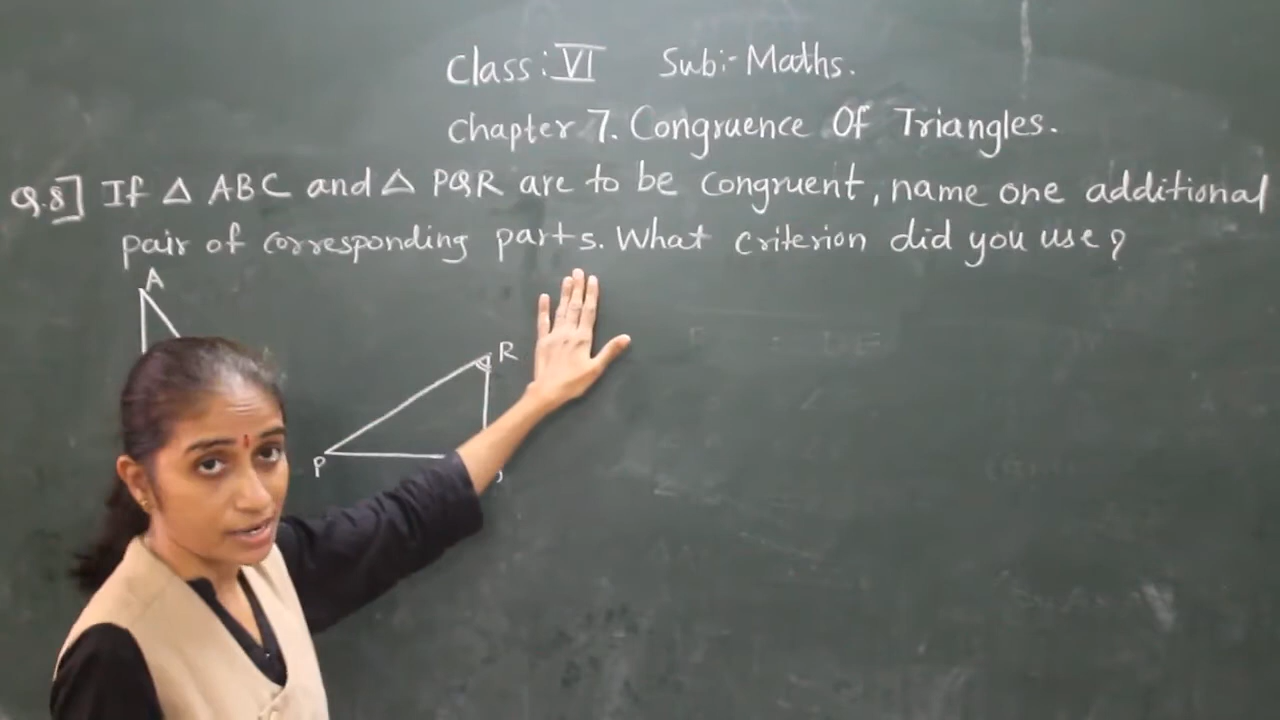 Class : VI Sub:- Maths.
Chapter 7. Congruence Of Triangles.
Q.8] If △ ABC and △ PQR are to be congruent, name one additional
pair of corresponding parts. What criterion did you use?
A
R
P